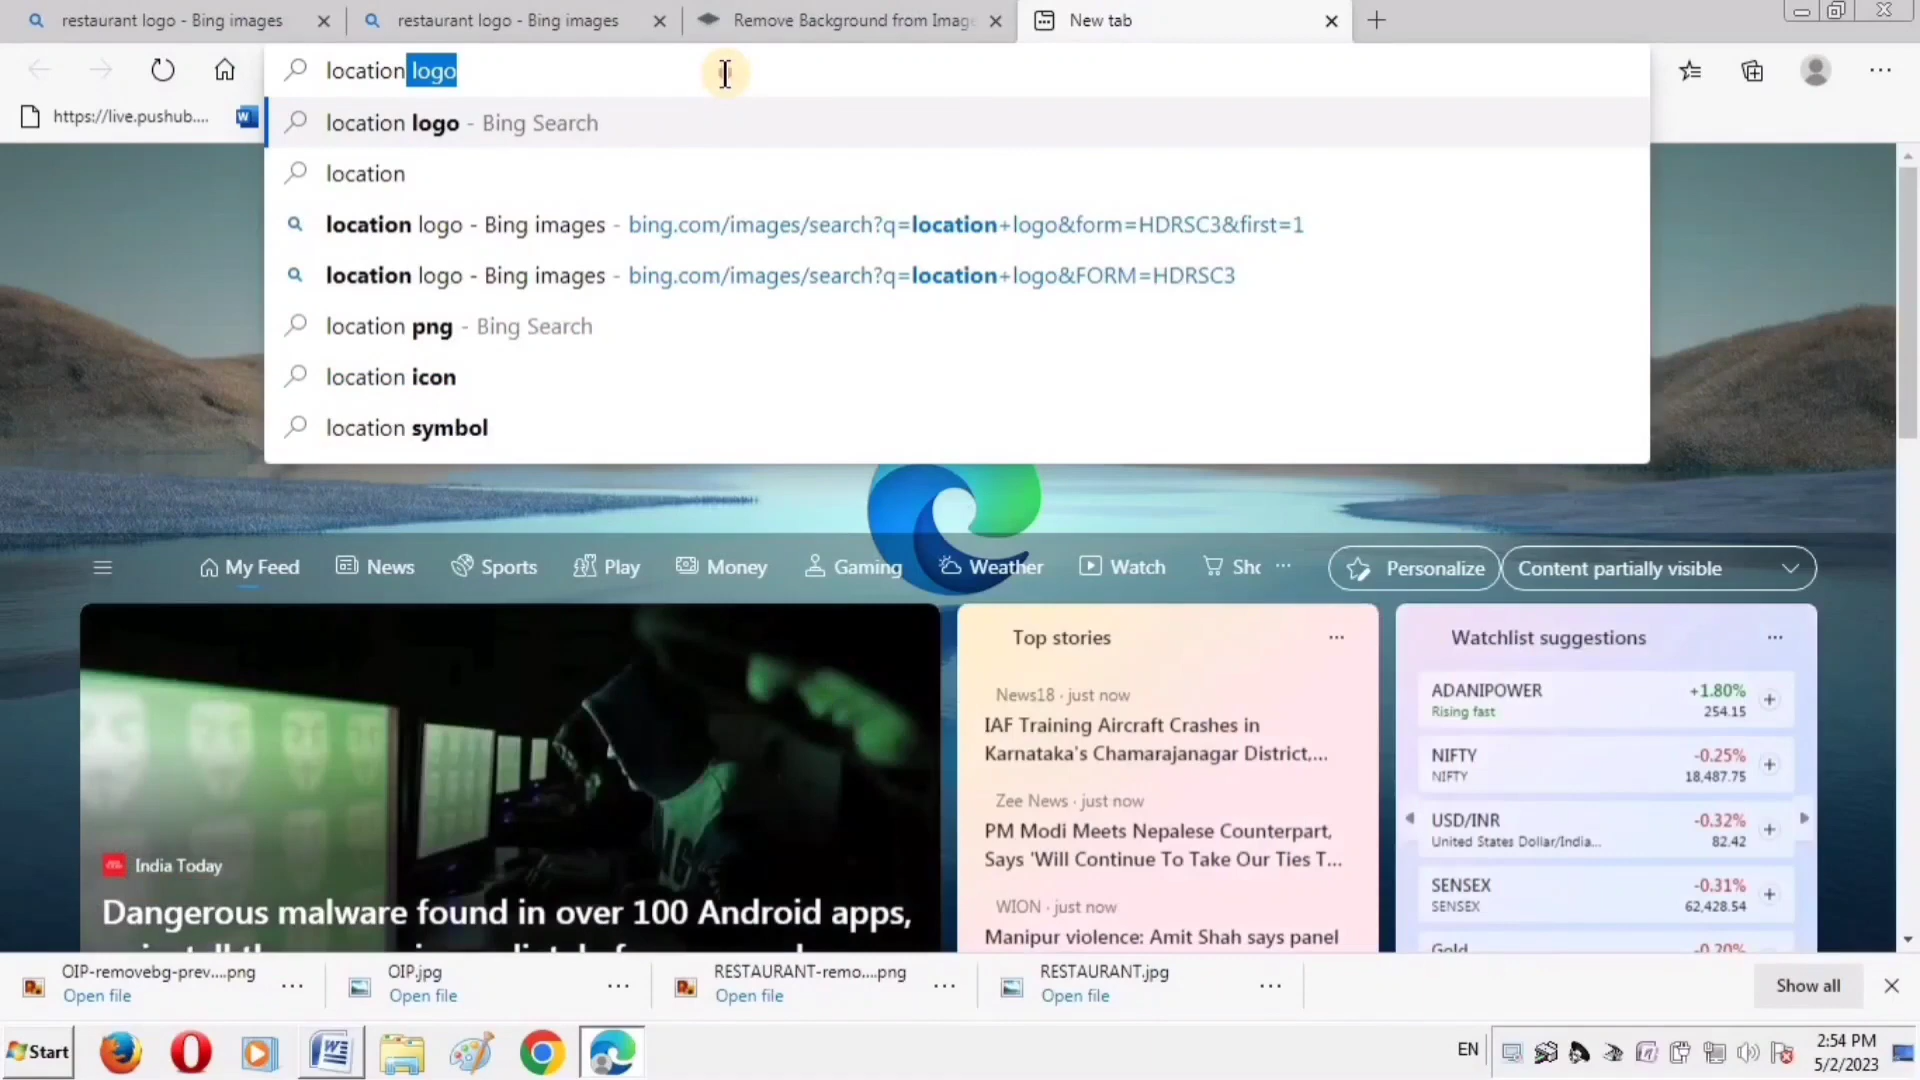 restaurant logo - Bing images
restaurant logo - Bing images
Remove Background from Image
New tab
location logo
https://live.pushub....
location logo - Bing Search
location
location logo - Bing images - bing.com/images/search?q=location+logo&form=HDRSC3&first=1
location logo - Bing images - bing.com/images/search?q=location+logo&FORM=HDRSC3
location png - Bing Search
location icon
location symbol
My Feed
News
Sports
Play
Money
Gaming
Weather
Watch
Personalize
Content partially visible
India Today
Dangerous malware found in over 100 Android apps,
Top stories
News18 · just now
IAF Training Aircraft Crashes in
Karnataka's Chamarajanagar District,...
Zee News · just now
PM Modi Meets Nepalese Counterpart,
Says 'Will Continue To Take Our Ties T...
WION · just now
Manipur violence: Amit Shah says panel
Watchlist suggestions
ADANIPOWER +1.80%
Rising fast 254.15
NIFTY -0.25%
NIFTY 18,487.75
USD/INR -0.32%
United States Dollar/India... 82.42
SENSEX -0.31%
SENSEX 62,428.54
Gold -0.20%
OIP-removebg-prev....png
Open file
OIP.jpg
Open file
RESTAURANT-remo....png
Open file
RESTAURANT.jpg
Open file
Show all
Start
EN
2:54 PM
5/2/2023